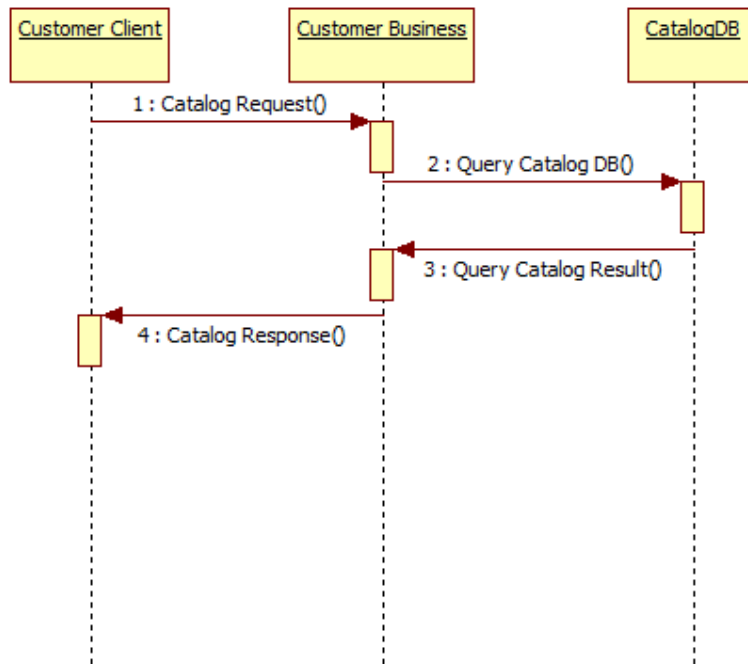 Customer Client
Customer Business
CatalogDB
1 : Catalog Request()
2 : Query Catalog DB()
3 : Query Catalog Result()
4 : Catalog Response()